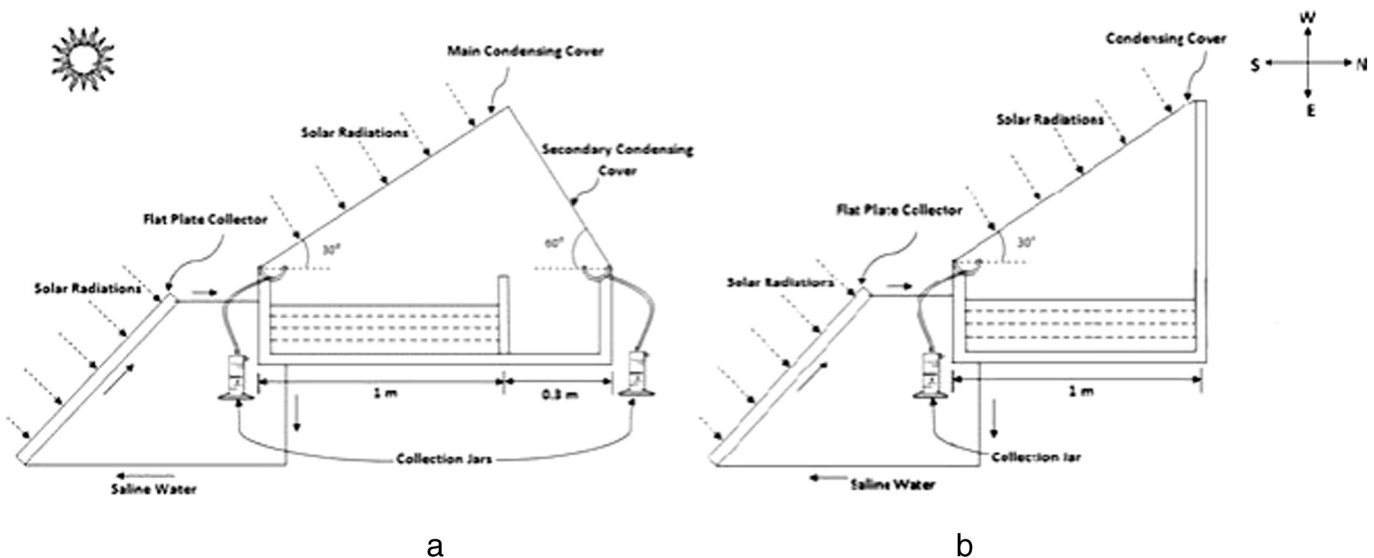 Main Condensing Cover
Solar Radiations
Secondary Condensing
Cover
Flat Plate Collector
30°
60°
Solar Radiations
1 m
0.3 m
Collection Jars
Saline Water
a
Condensing Cover
W
S
N
E
Solar Radiations
Flat Plate Collector
30°
Solar Radiations
1 m
Collection Jar
Saline Water
b